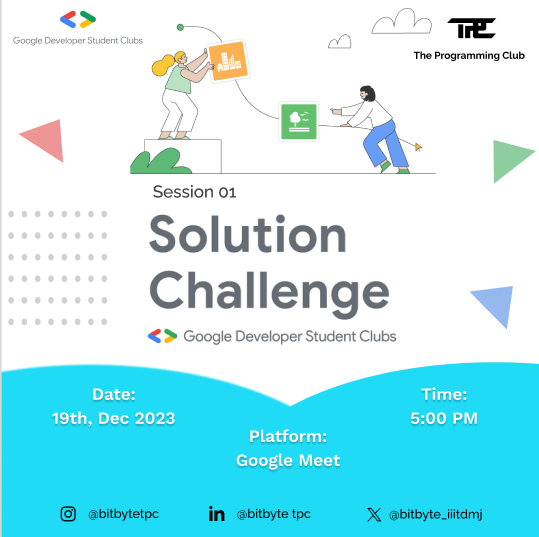 Google Developer Student Clubs
TPC
The Programming Club
Session 01
Solution
Challenge
Google Developer Student Clubs
Date:
19th, Dec 2023
Time:
5:00 PM
Platform:
Google Meet
@bitbytetpc
@bitbyte tpc
@bitbyte_iiitdmj